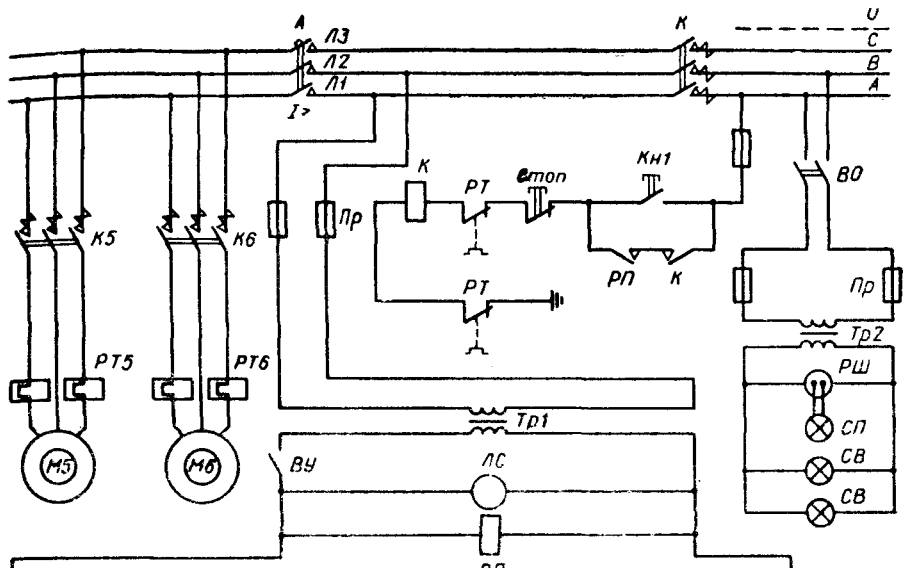 А
К
О
С
В
А
Л3
Л2
Л1
I>
К
РТ
Стоп
Кн1
ВО
К5
К6
Пр
РП
К
РТ
Пр
Тр2
РТ5
РТ6
РШ
Тр1
СП
М5
М6
ВУ
ЛС
СВ
СВ